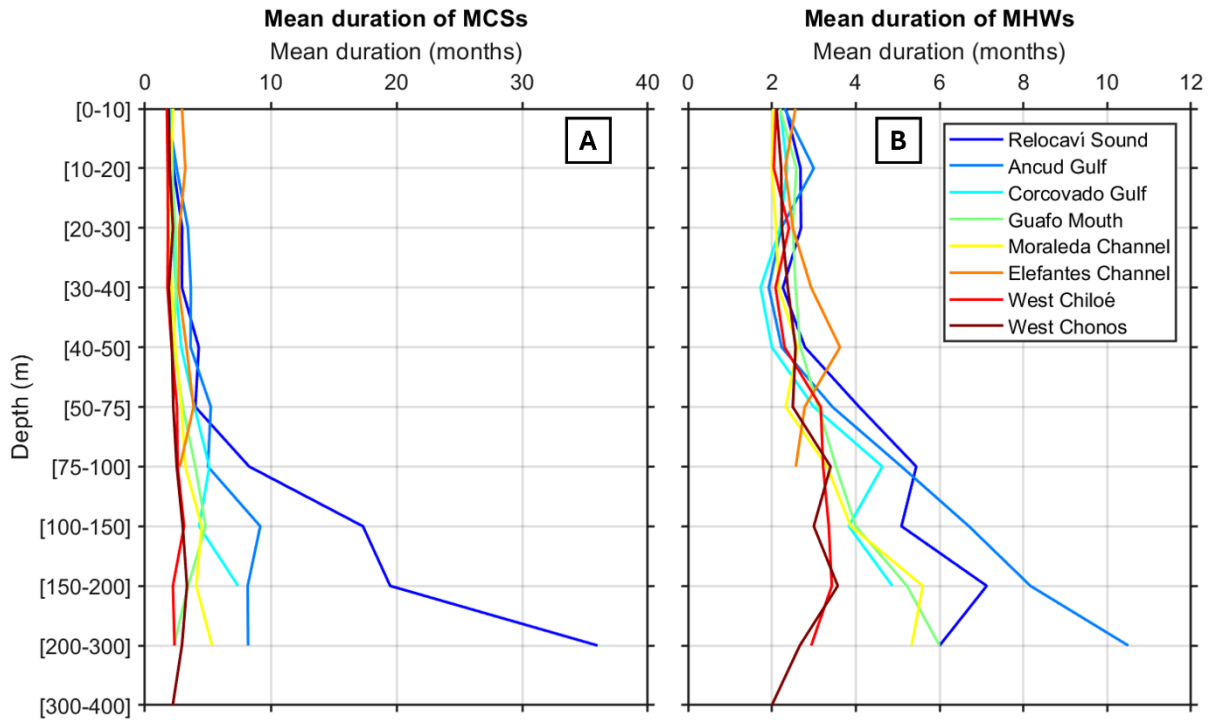 Mean duration of MCSs
Mean duration (months)
0 10 20 30 40
Depth (m)
[0-10]
[10-20]
[20-30]
[30-40]
[40-50]
[50-75]
[75-100]
[100-150]
[150-200]
[200-300]
[300-400]
A
Mean duration of MHWs
Mean duration (months)
0 2 4 6 8 10 12
B
Relocaví Sound
Ancud Gulf
Corcovado Gulf
Guafo Mouth
Moraleda Channel
Elefantes Channel
West Chiloé
West Chonos